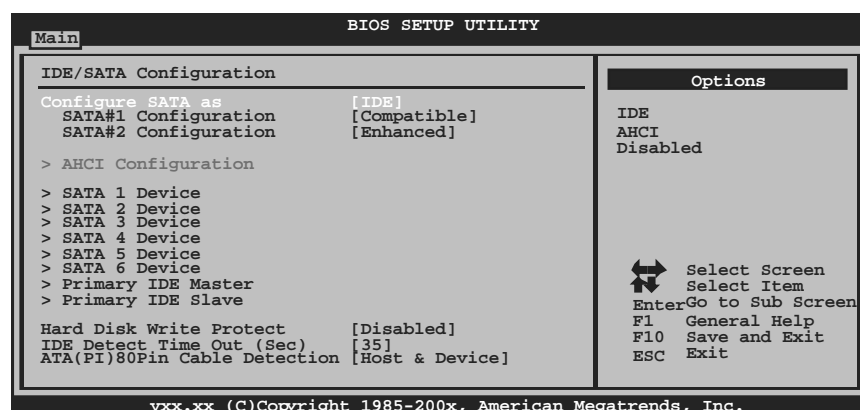 BIOS SETUP UTILITY
Main
IDE/SATA Configuration
Configure SATA as [IDE]
SATA#1 Configuration [Compatible]
SATA#2 Configuration [Enhanced]
> AHCI Configuration
> SATA 1 Device
> SATA 2 Device
> SATA 3 Device
> SATA 4 Device
> SATA 5 Device
> SATA 6 Device
> Primary IDE Master
> Primary IDE Slave
Hard Disk Write Protect [Disabled]
IDE Detect Time Out (Sec) [35]
ATA(PI)80Pin Cable Detection [Host & Device]
Options
IDE
AHCI
Disabled
Select Screen
Select Item
Enter Go to Sub Screen
F1 General Help
F10 Save and Exit
ESC Exit
vxx.xx (C)Copyright 1985-200x, American Megatrends, Inc.